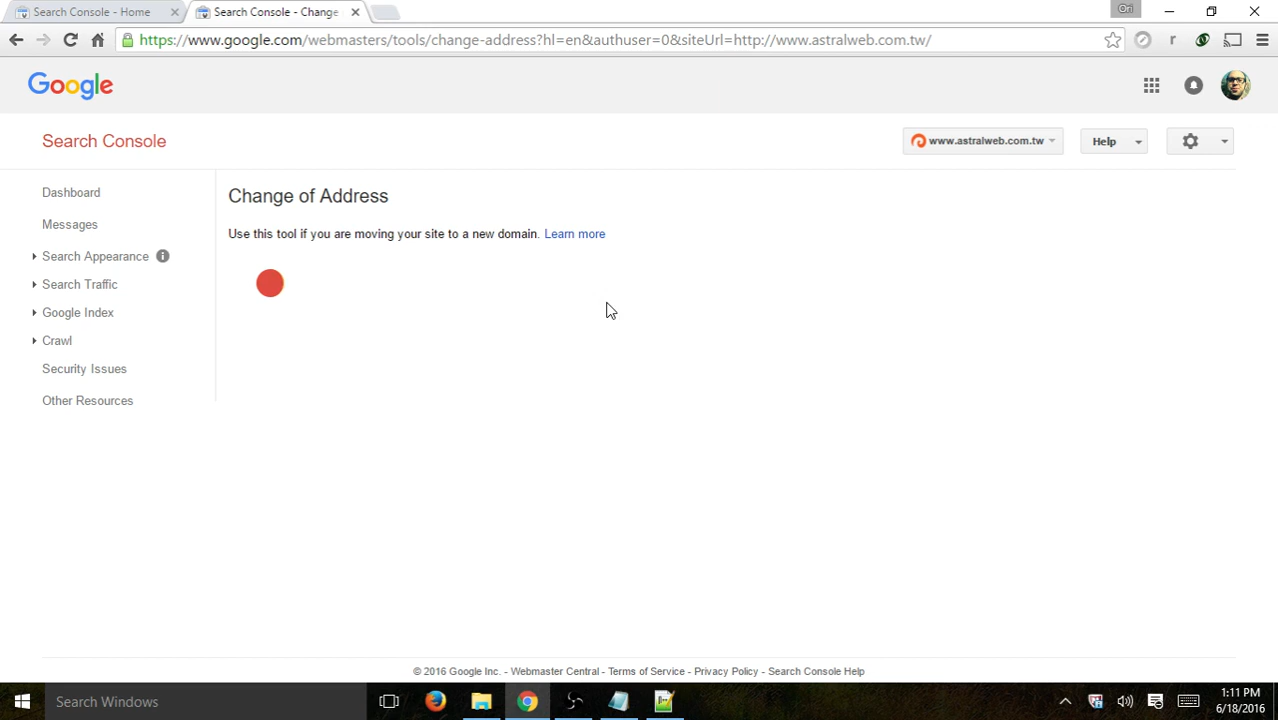 Search Console - Home
Search Console - Change
Ori
https://www.google.com/webmasters/tools/change-address?hl=en&authuser=0&siteUrl=http://www.astralweb.com.tw/
r
Google
Search Console
www.astralweb.com.tw
Help
Dashboard
Messages
Search Appearance
Search Traffic
Google Index
Crawl
Security Issues
Other Resources
Change of Address
Use this tool if you are moving your site to a new domain. Learn more
© 2016 Google Inc. - Webmaster Central - Terms of Service - Privacy Policy - Search Console Help
Search Windows
1:11 PM
6/18/2016